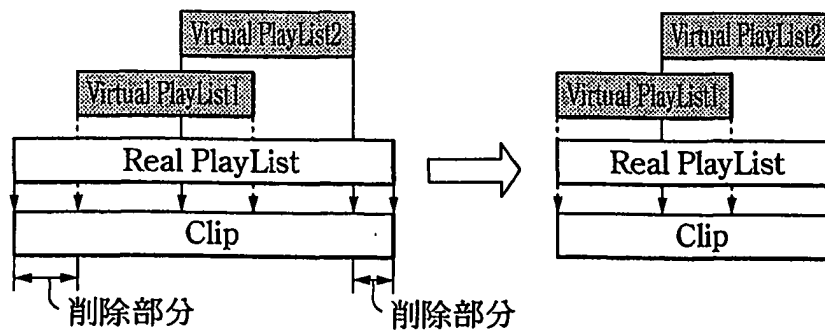 Virtual PlayList2
Virtual PlayList1
Real PlayList
Clip
削除部分
削除部分
Virtual PlayList2
Virtual PlayList1
Real PlayList
Clip